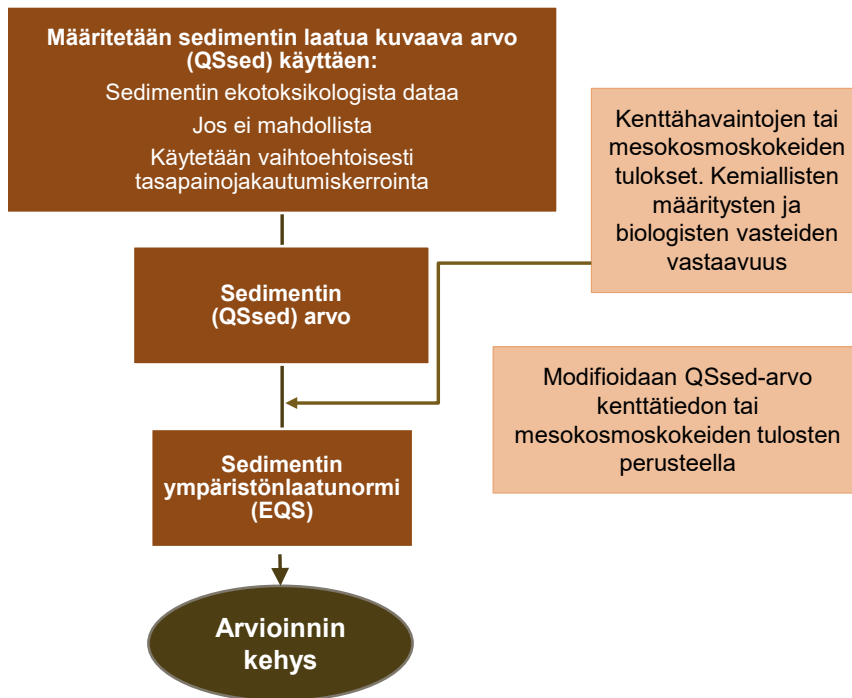 Määritetään sedimentin laatua kuvaava arvo
(QSsed) käyttäen:
Sedimentin ekotoksikologista dataa
Jos ei mahdollista
Käytetään vaihtoehtoisesti
tasapainojakautumiskerrointa
Kenttähavaintojen tai
mesokosmoskokeiden
tulokset. Kemiallisten
määritysten ja
biologisten vasteiden
vastaavuus
Sedimentin
(QSsed) arvo
Modifioidaan QSsed-arvo
kenttätiedon tai
mesokosmoskokeiden tulosten
perusteella
Sedimentin
ympäristönlaatunormi
(EQS)
Arvioinnin
kehys